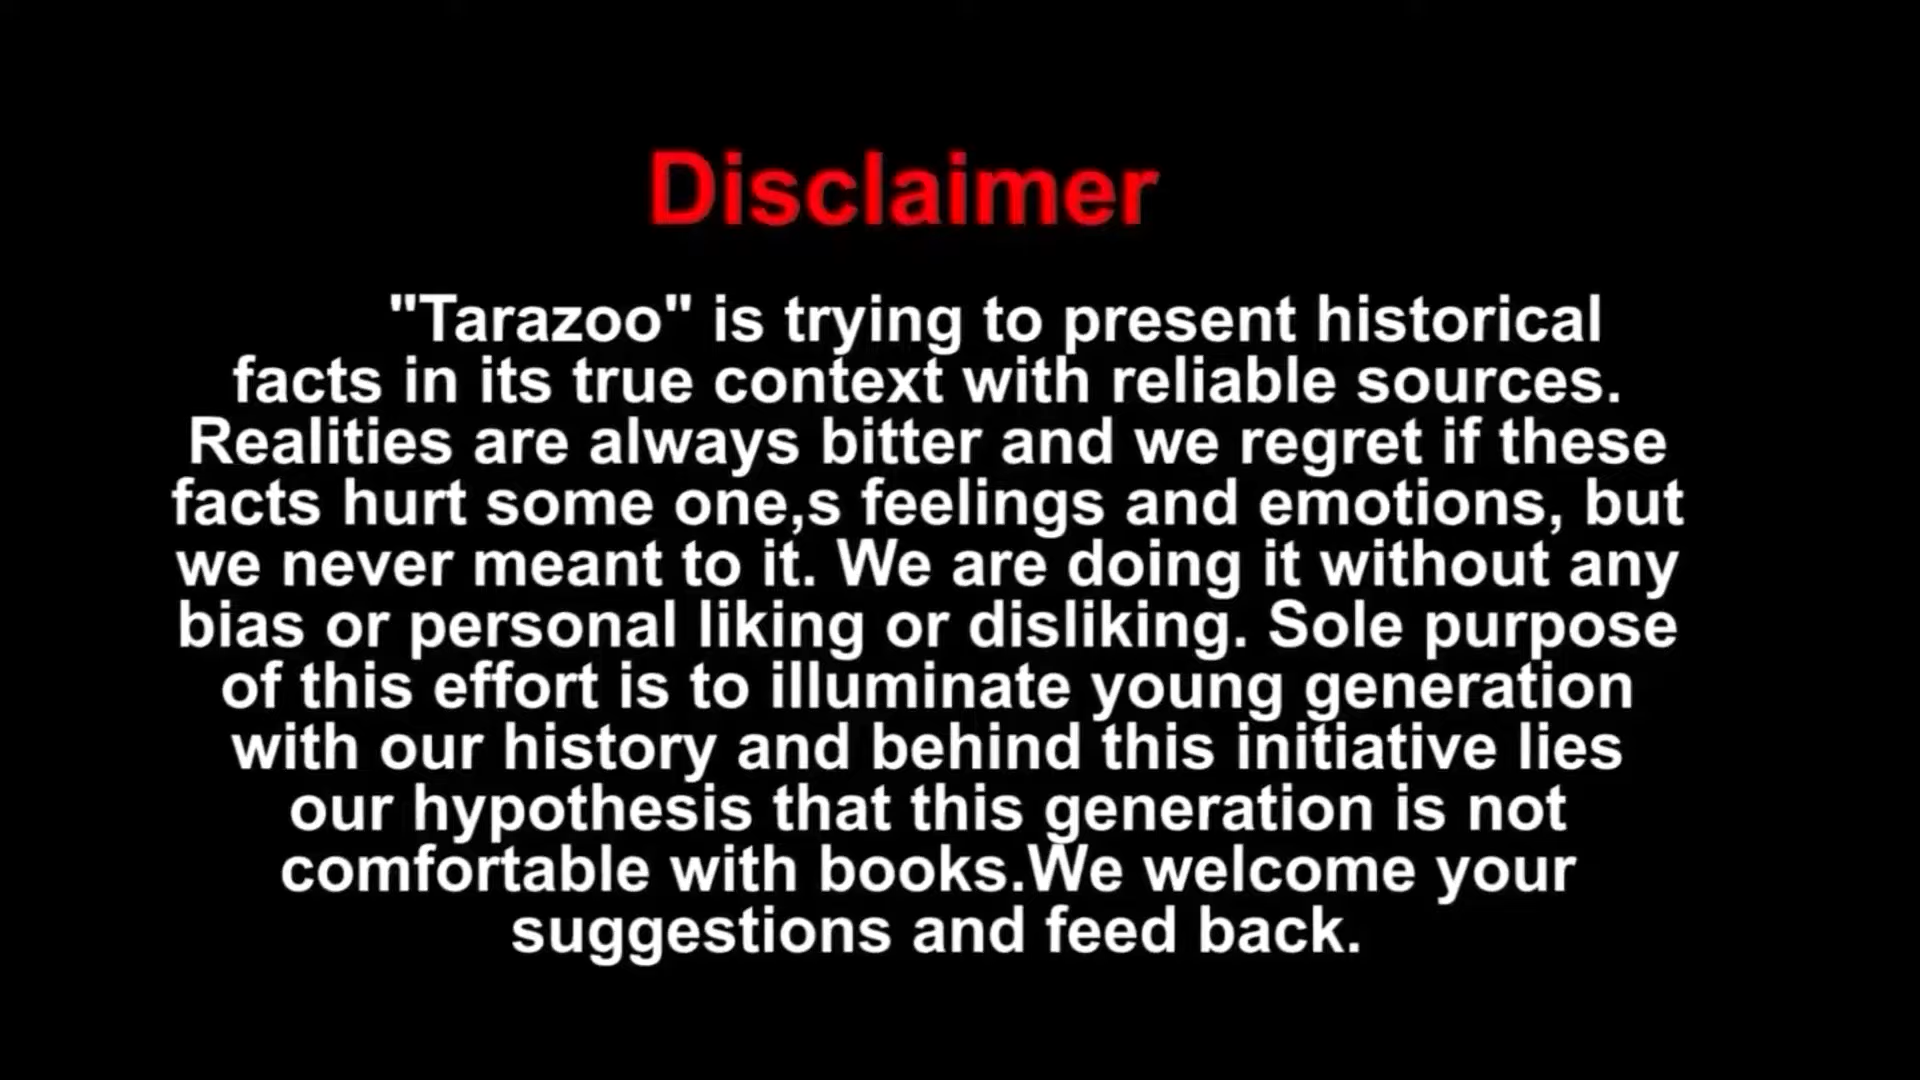 Disclaimer
"Tarazoo" is trying to present historical
facts in its true context with reliable sources.
Realities are always bitter and we regret if these
facts hurt some one,s feelings and emotions, but
we never meant to it. We are doing it without any
bias or personal liking or disliking. Sole purpose
of this effort is to illuminate young generation
with our history and behind this initiative lies
our hypothesis that this generation is not
comfortable with books.We welcome your
suggestions and feed back.